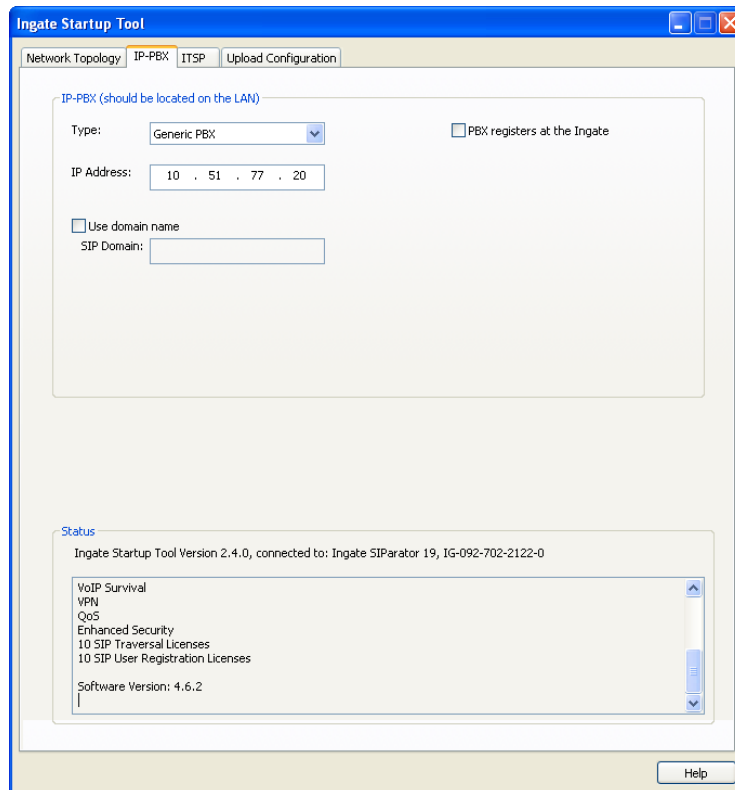 Ingate Startup Tool
Network Topology IP-PBX ITSP Upload Configuration
IP-PBX (should be located on the LAN)
Type: Generic PBX PBX registers at the Ingate
IP Address: 10 . 51 . 77 . 20
Use domain name
SIP Domain:
Status
Ingate Startup Tool Version 2.4.0, connected to: Ingate SIParator 19, IG-092-702-2122-0
VoIP Survival
VPN
QoS
Enhanced Security
10 SIP Traversal Licenses
10 SIP User Registration Licenses
Software Version: 4.6.2
Help